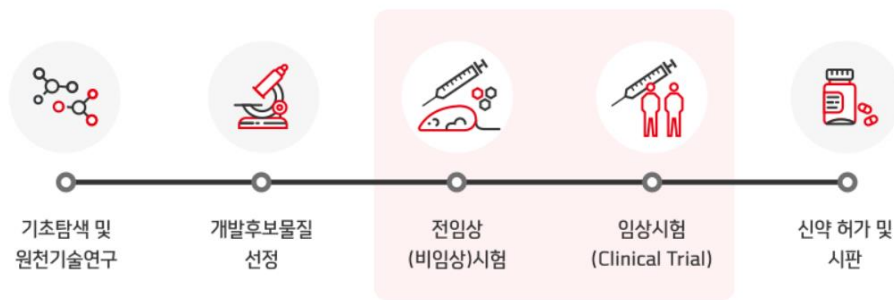 기초탐색 및
원천기술연구
개발후보물질
선정
전임상
(비임상)시험
임상시험
(Clinical Trial)
신약 허가 및
시판